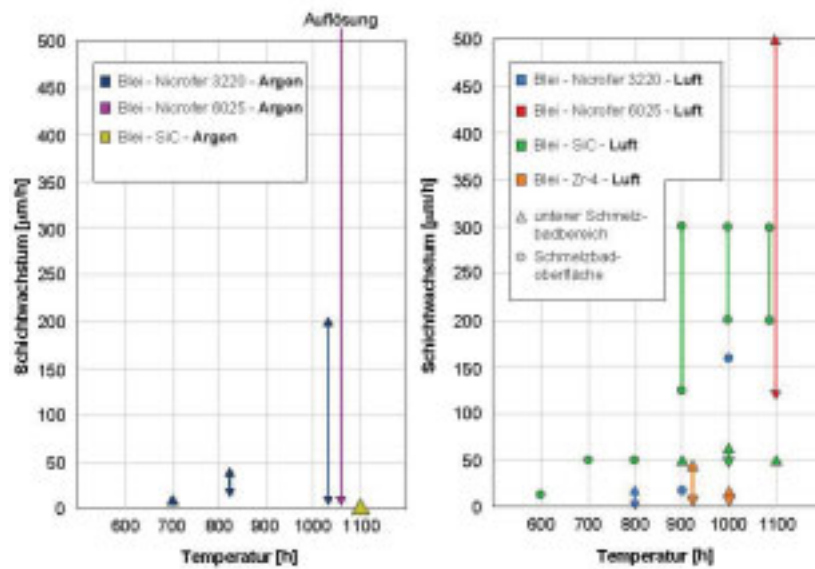 Auflösung
Schichtwachstum [µm/h]
500
450
400
350
300
250
200
150
100
50
0
Blei - Nicrofer 3220 - Argon
Blei - Nicrofer 6025 - Argon
Blei - SiC - Argon
600 700 800 900 1000 1100
Temperatur [h]
Schichtwachstum [µm/h]
500
450
400
350
300
250
200
150
100
50
0
Blei - Nicrofer 3220 - Luft
Blei - Nicrofer 6025 - Luft
Blei - SiC - Luft
Blei - Zr-4 - Luft
unterer Schmelz-
badbereich
Schmelzbad-
oberfläche
600 700 800 900 1000 1100
Temperatur [h]